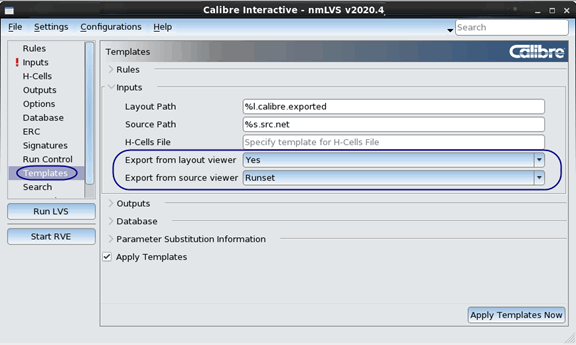 Calibre Interactive - nmLVS v2020.4
File Settings Configurations Help
Search
Rules
Inputs
H-Cells
Outputs
Options
Database
ERC
Signatures
Run Control
Templates
Search
Run LVS
Start RVE
Templates
Calibre
Rules
Inputs
Layout Path %l.calibre.exported
Source Path %s.src.net
H-Cells File Specify template for H-Cells File
Export from layout viewer Yes
Export from source viewer Runset
Outputs
Database
Parameter Substitution Information
Apply Templates
Apply Templates Now